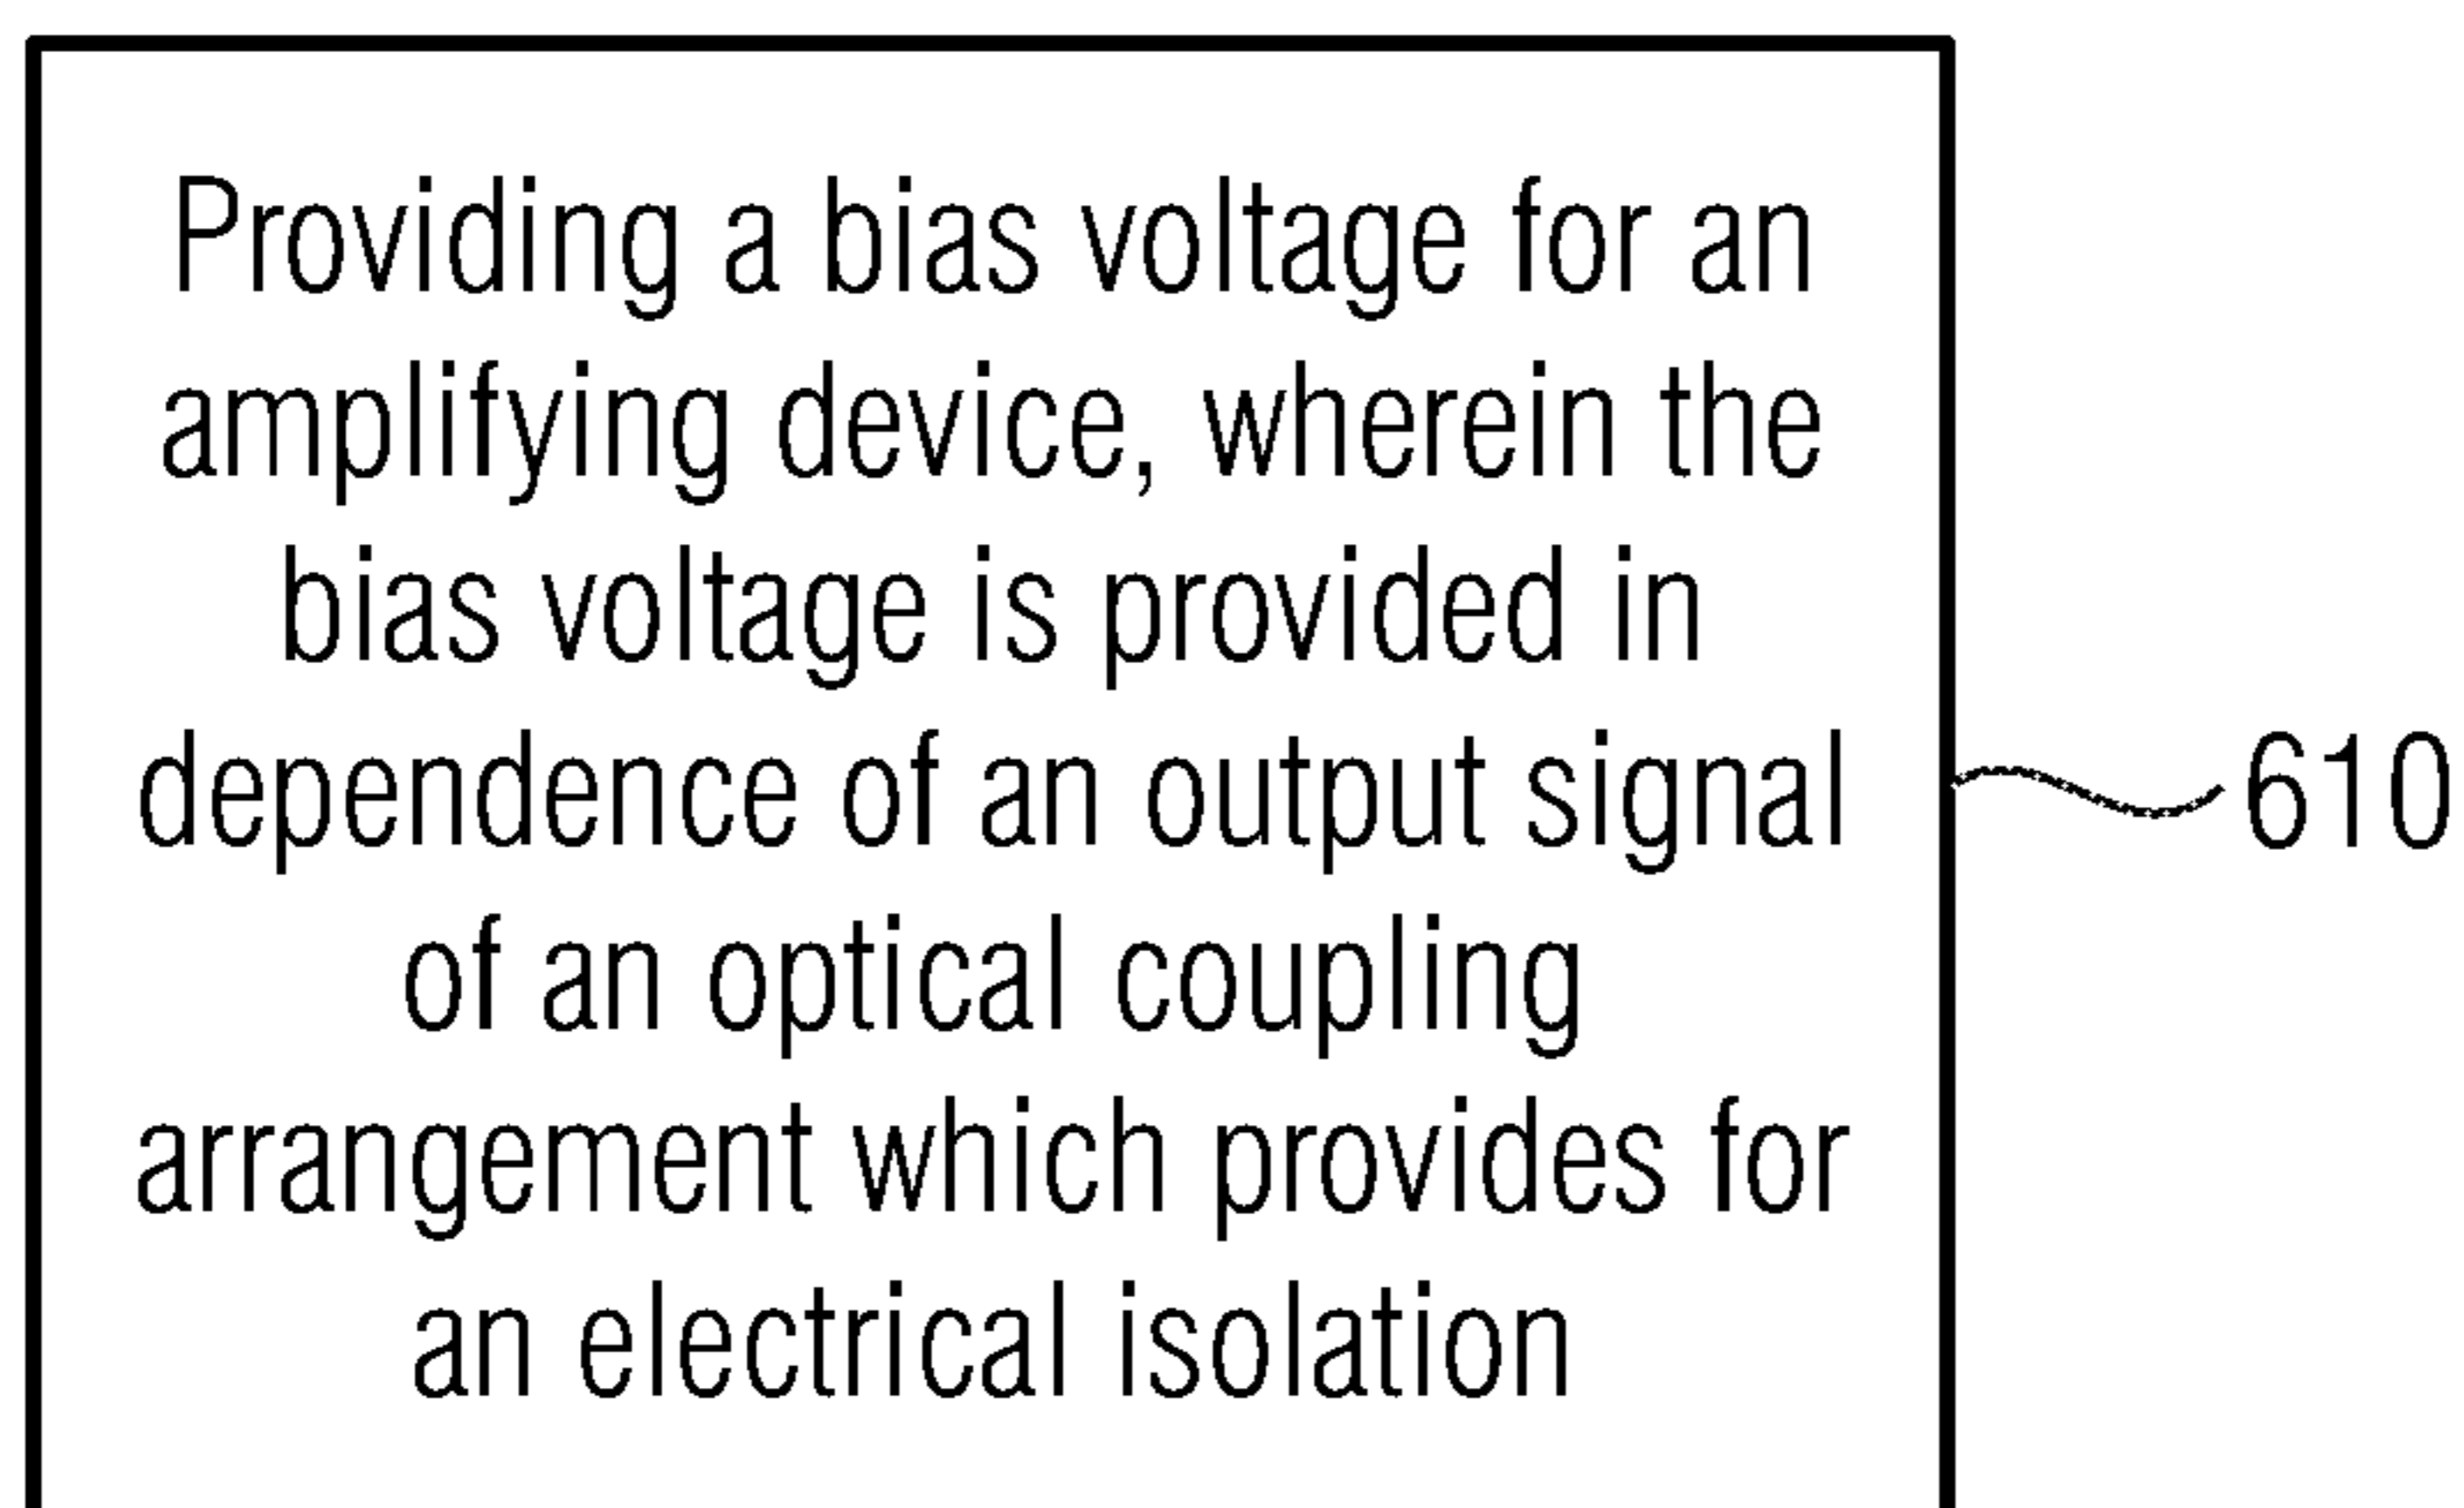 Providing a bias voltage for an
amplifying device, wherein the
bias voltage is provided in
dependence of an output signal
of an optical coupling
arrangement which provides for
an electrical isolation
610